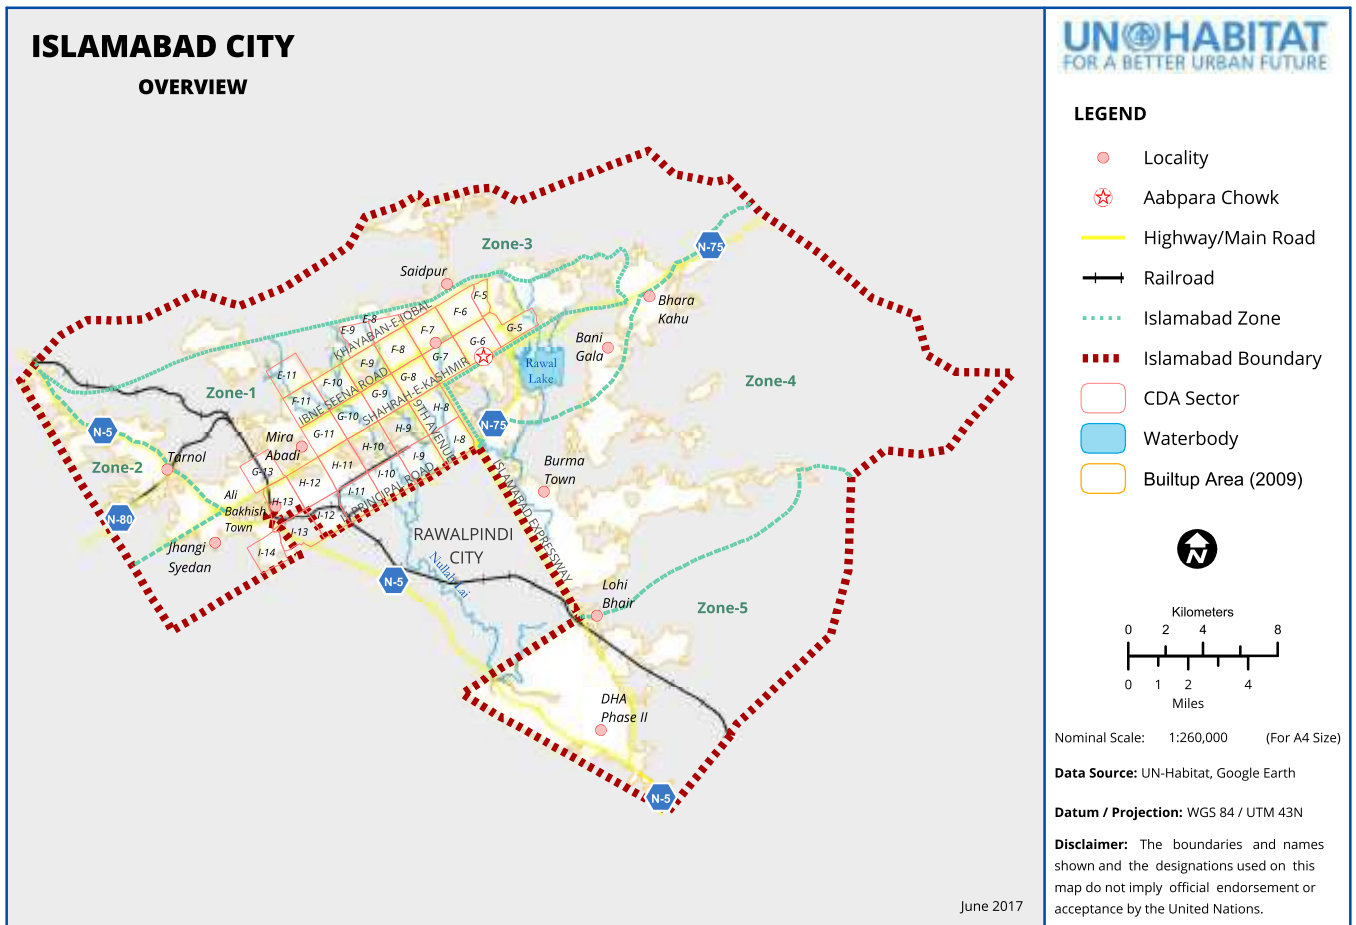 ISLAMABAD CITY
OVERVIEW
Zone-3
N-75
Saidpur
F-5
Bhara
Kahu
E-8
E-9
KHAYABAN-E-IQBAL
F-6
F-7
G-5
G-6
Bani
Gala
F-8
G-7
F-9
Rawal
Lake
E-11
F-10
IBNE SEENA ROAD
G-8
SHAHRAH-E-KASHMIR
Zone-4
Zone-1
F-11
G-9
G-10
9TH AVENUE
H-8
N-75
N-5
Mira
Abadi
G-11
H-9
I-8
H-10
Zone-2
Tarnol
G-13
H-11
I-9
I-10
Burma
Town
H-12
I-11
PRINCIPAL ROAD
ISLAMABAD EXPRESSWAY
Ali
Bakhish
Town
H-13
I-12
N-80
I-13
RAWALPINDI
CITY
Jhangi
Syedan
I-14
Nullah Lai
N-5
Lohi
Bhair
Zone-5
DHA
Phase II
N-5
June 2017
UN HABITAT
FOR A BETTER URBAN FUTURE
LEGEND
Locality
Aabpara Chowk
Highway/Main Road
Railroad
Islamabad Zone
Islamabad Boundary
CDA Sector
Waterbody
Builtup Area (2009)
N
Kilometers
0 2 4 8
0 1 2 4
Miles
Nominal Scale: 1:260,000 (For A4 Size)
Data Source: UN-Habitat, Google Earth
Datum / Projection: WGS 84 / UTM 43N
Disclaimer: The boundaries and names
shown and the designations used on this
map do not imply official endorsement or
acceptance by the United Nations.